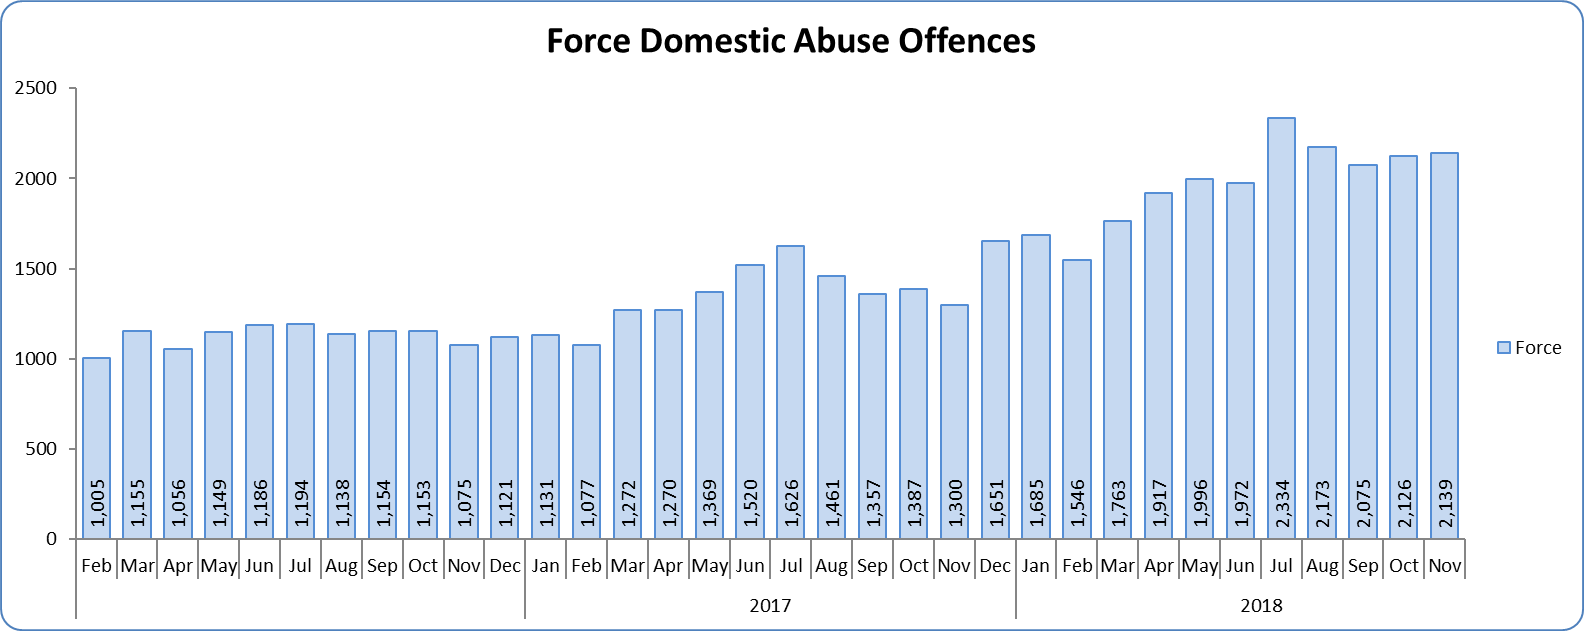 Force Domestic Abuse Offences
2500
2000
1500
1000
500
0
1,005 1,155 1,056 1,149 1,186 1,194 1,138 1,154 1,153 1,075 1,121 1,131 1,077 1,272 1,270 1,369 1,520 1,626 1,461 1,357 1,387 1,300 1,651 1,685 1,546 1,763 1,917 1,996 1,972 2,334 2,173 2,075 2,126 2,139
Feb Mar Apr May Jun Jul Aug Sep Oct Nov Dec Jan Feb Mar Apr May Jun Jul Aug Sep Oct Nov Dec Jan Feb Mar Apr May Jun Jul Aug Sep Oct Nov
2017 2018
Force